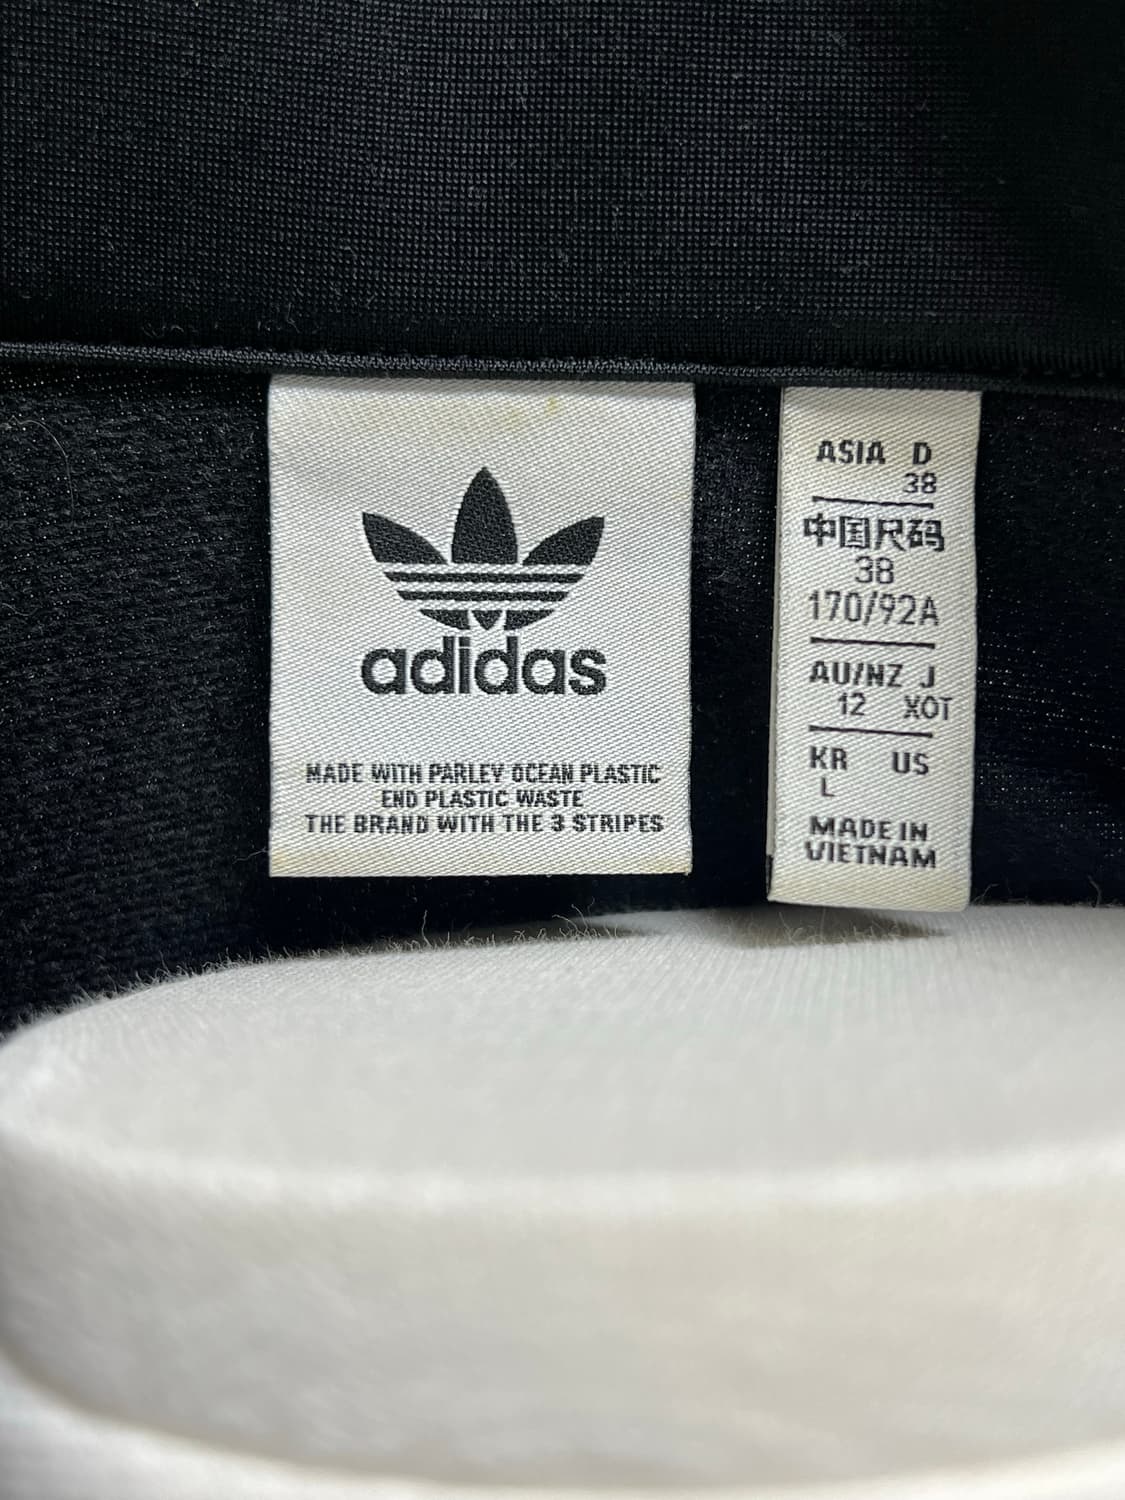 adidas
MADE WITH PARLEY OCEAN PLASTIC
END PLASTIC WASTE
THE BRAND WITH THE 3 STRIPES
ASIA D
38
中国尺码
38
170/92A
AU/NZ J
12 XOT
KR US
L
MADE IN
VIETNAM